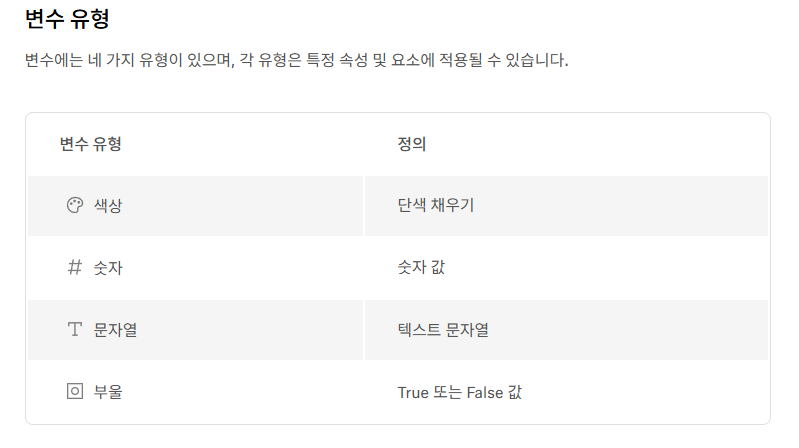 변수 유형
변수에는 네 가지 유형이 있으며, 각 유형은 특정 속성 및 요소에 적용될 수 있습니다.
변수 유형 정의
색상 단색 채우기
숫자 숫자 값
문자열 텍스트 문자열
부울 True 또는 False 값